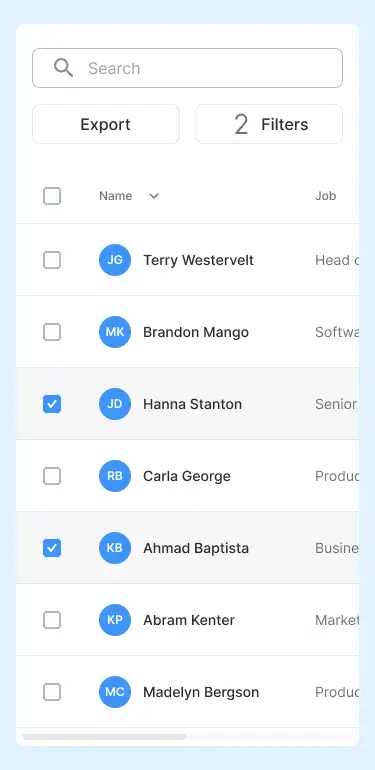 Search
Export
2 Filters
Name Job
JG Terry Westervelt Head
MK Brandon Mango Softwa
JD Hanna Stanton Senior
RB Carla George Produc
KB Ahmad Baptista Busine
KP Abram Kenter Market
MC Madelyn Bergson Produc